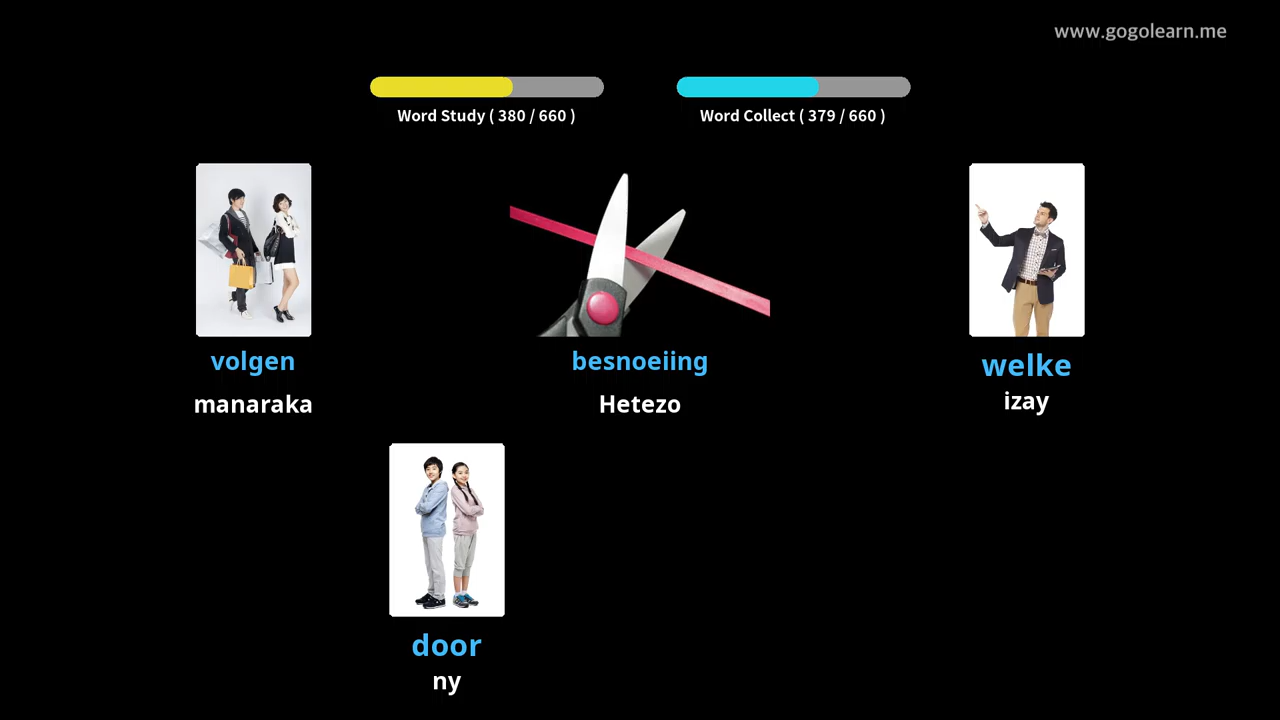 www.gogolearn.me
Word Study ( 380 / 660 )
Word Collect ( 379 / 660 )
volgen
manaraka
besnoeiing
Hetezo
welke
izay
door
ny